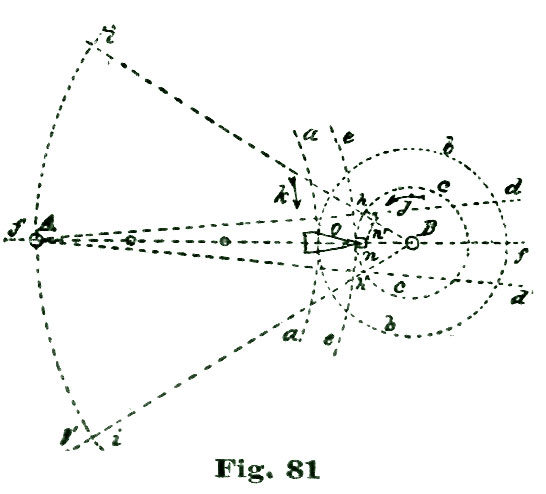 i
a e b
c d
k h J
f A O h' B
n f
h' c d'
a e b
g' i
Fig. 81